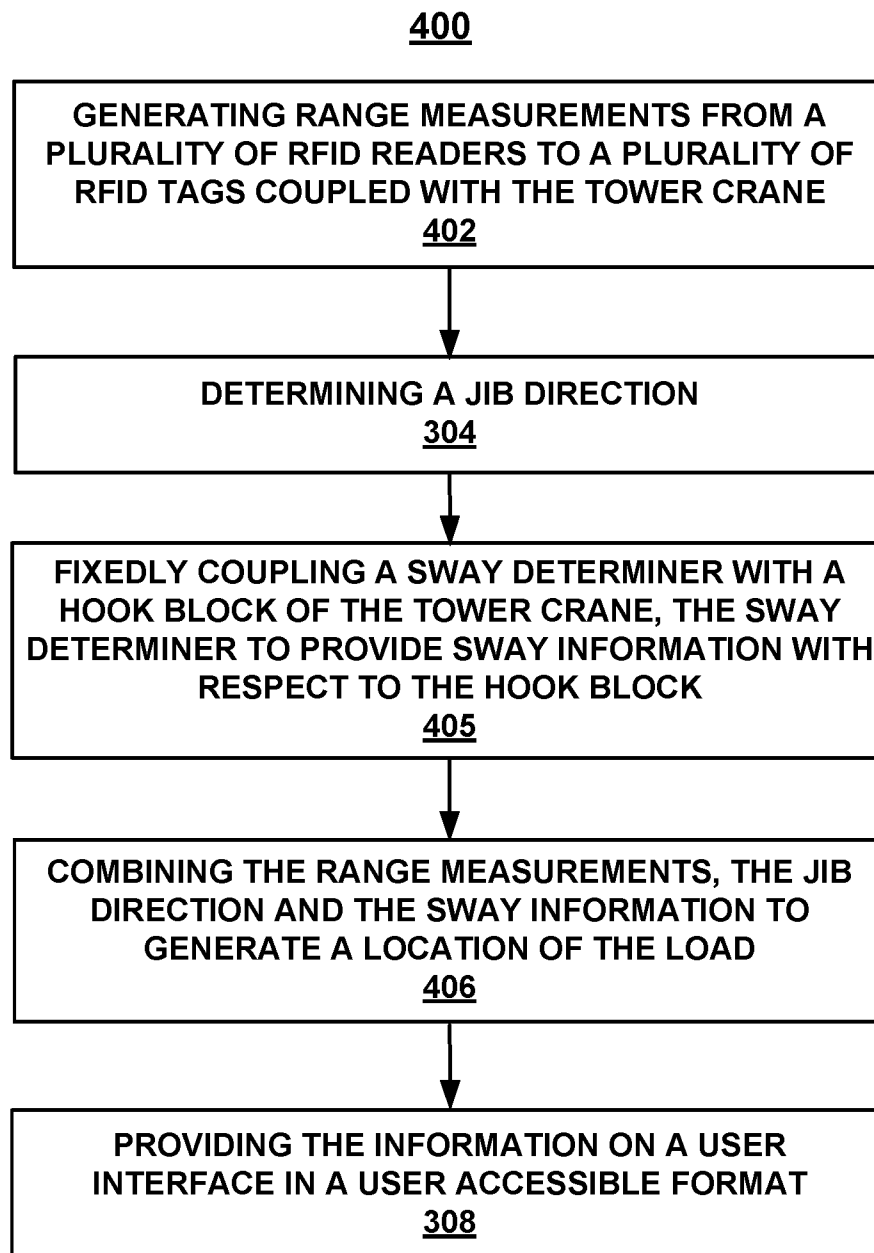 400
GENERATING RANGE MEASUREMENTS FROM A
PLURALITY OF RFID READERS TO A PLURALITY OF
RFID TAGS COUPLED WITH THE TOWER CRANE
402
DETERMINING A JIB DIRECTION
304
FIXEDLY COUPLING A SWAY DETERMINER WITH A
HOOK BLOCK OF THE TOWER CRANE, THE SWAY
DETERMINER TO PROVIDE SWAY INFORMATION WITH
RESPECT TO THE HOOK BLOCK
405
COMBINING THE RANGE MEASUREMENTS, THE JIB
DIRECTION AND THE SWAY INFORMATION TO
GENERATE A LOCATION OF THE LOAD
406
PROVIDING THE INFORMATION ON A USER
INTERFACE IN A USER ACCESSIBLE FORMAT
308